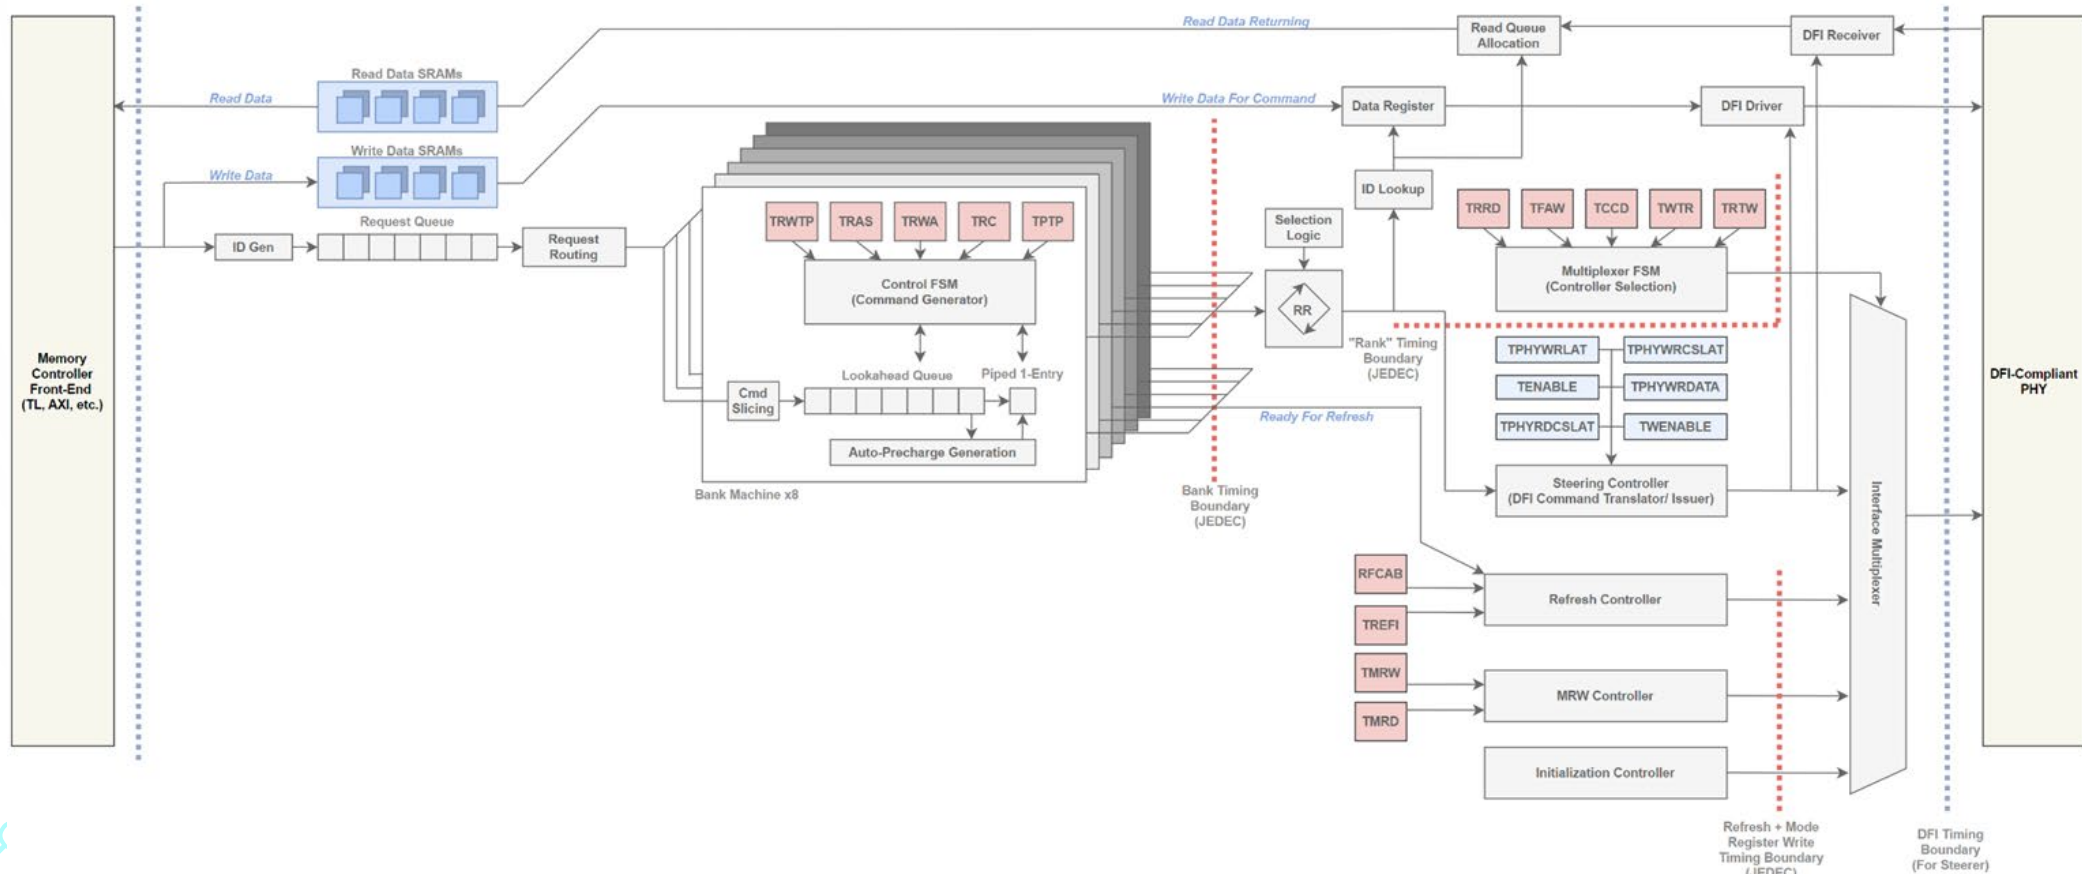 Read Data Returning
Read Queue
Allocation
DFI Receiver
Read Data SRAMs
Read Data
Write Data For Command
Data Register
DFI Driver
Write Data SRAMs
Write Data
ID Lookup
Request Queue
ID Gen
Request
Routing
TRWTP
TRAS
TRWA
TRC
TPTP
Control FSM
(Command Generator)
Lookahead Queue
Piped 1-Entry
Cmd
Slicing
Auto-Precharge Generation
Bank Machine x8
Selection
Logic
RR
TRRD
TFAW
TCCD
TWTR
TRTW
Multiplexer FSM
(Controller Selection)
"Rank" Timing
Boundary
(JEDEC)
TPHYWRLAT
TPHYWRCSLAT
TENABLE
TPHYWRDATA
TPHYRDCSLAT
TWENABLE
Ready For Refresh
Bank Timing
Boundary
(JEDEC)
Steering Controller
(DFI Command Translator/ Issuer)
Memory
Controller
Front-End
(TL, AXI, etc.)
DFI-Compliant
PHY
Interface Multiplexer
RFCAB
TREFI
Refresh Controller
TMRW
TMRD
MRW Controller
Initialization Controller
Refresh + Mode
Register Write
Timing Boundary
(JEDEC)
DFI Timing
Boundary
(For Steerer)